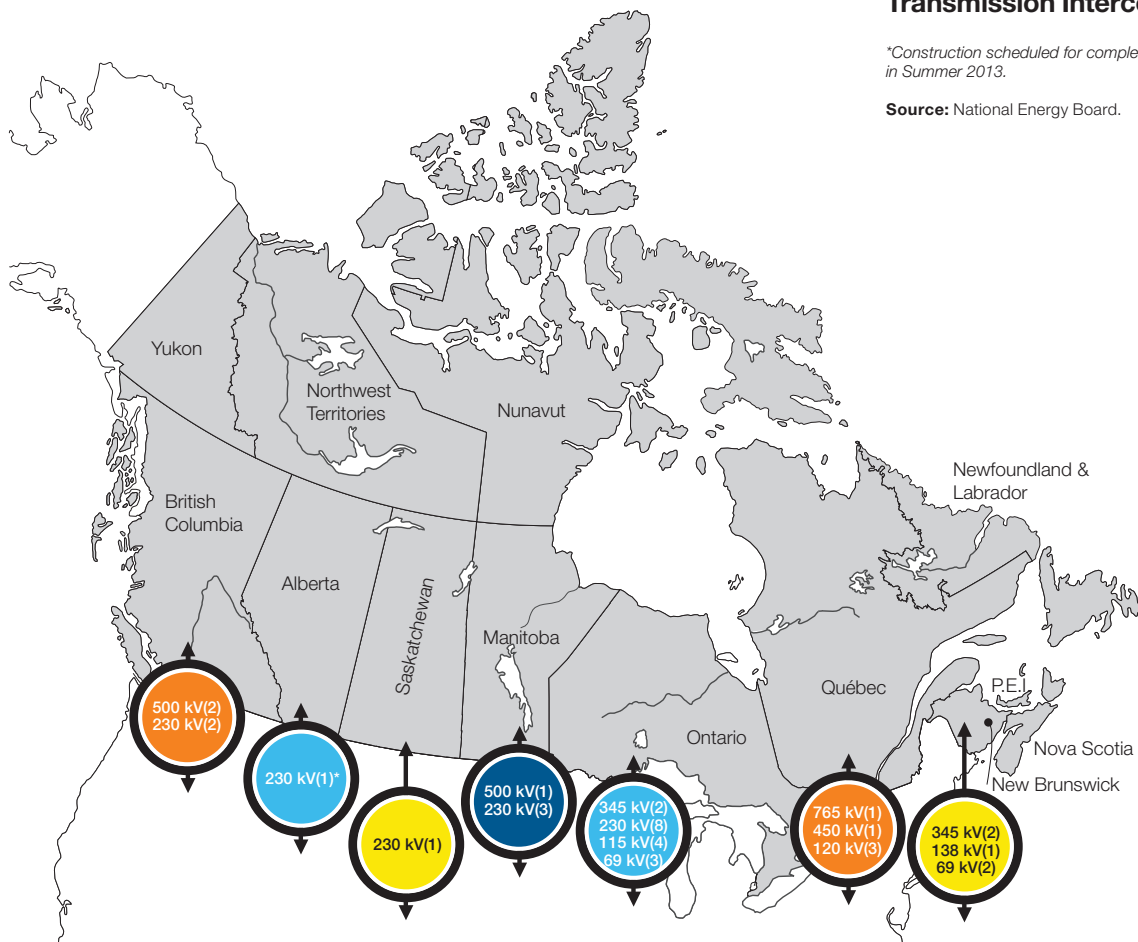 Transmission Interco
*Construction scheduled for comple
in Summer 2013.
Source: National Energy Board.
Yukon
Northwest
Territories
Nunavut
Newfoundland &
Labrador
British
Columbia
Alberta
Saskatchewan
Manitoba
Ontario
Québec
P.E.I.
Nova Scotia
New Brunswick
500 kV(2)
230 kV(2)
230 kV(1)*
230 kV(1)
500 kV(1)
230 kV(3)
345 kV(2)
230 kV(8)
115 kV(4)
69 kV(3)
765 kV(1)
450 kV(1)
120 kV(3)
345 kV(2)
138 kV(1)
69 kV(2)